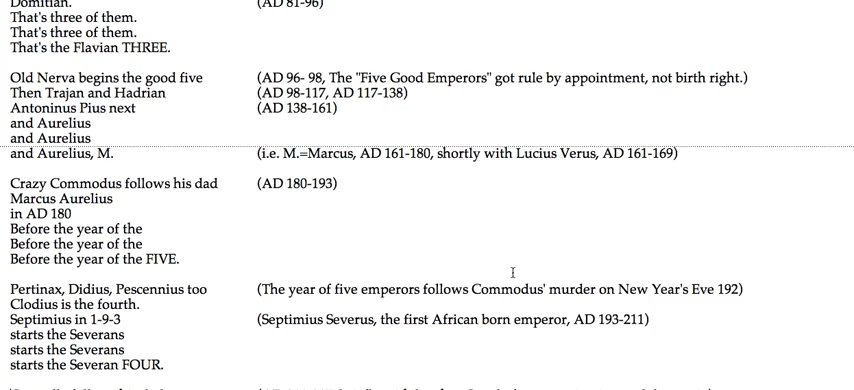 Domitian. (AD 81-96)
That's three of them.
That's three of them.
That's the Flavian THREE.
Old Nerva begins the good five (AD 96- 98, The "Five Good Emperors" got rule by appointment, not birth right.)
Then Trajan and Hadrian (AD 98-117, AD 117-138)
Antoninus Pius next (AD 138-161)
and Aurelius
and Aurelius
and Aurelius, M. (i.e. M.=Marcus, AD 161-180, shortly with Lucius Verus, AD 161-169)
Crazy Commodus follows his dad (AD 180-193)
Marcus Aurelius
in AD 180
Before the year of the
Before the year of the
Before the year of the FIVE.
Pertinax, Didius, Pescennius too (The year of five emperors follows Commodus' murder on New Year's Eve 192)
Clodius is the fourth.
Septimius in 1-9-3 (Septimius Severus, the first African born emperor, AD 193-211)
starts the Severans
starts the Severans
starts the Severan FOUR.